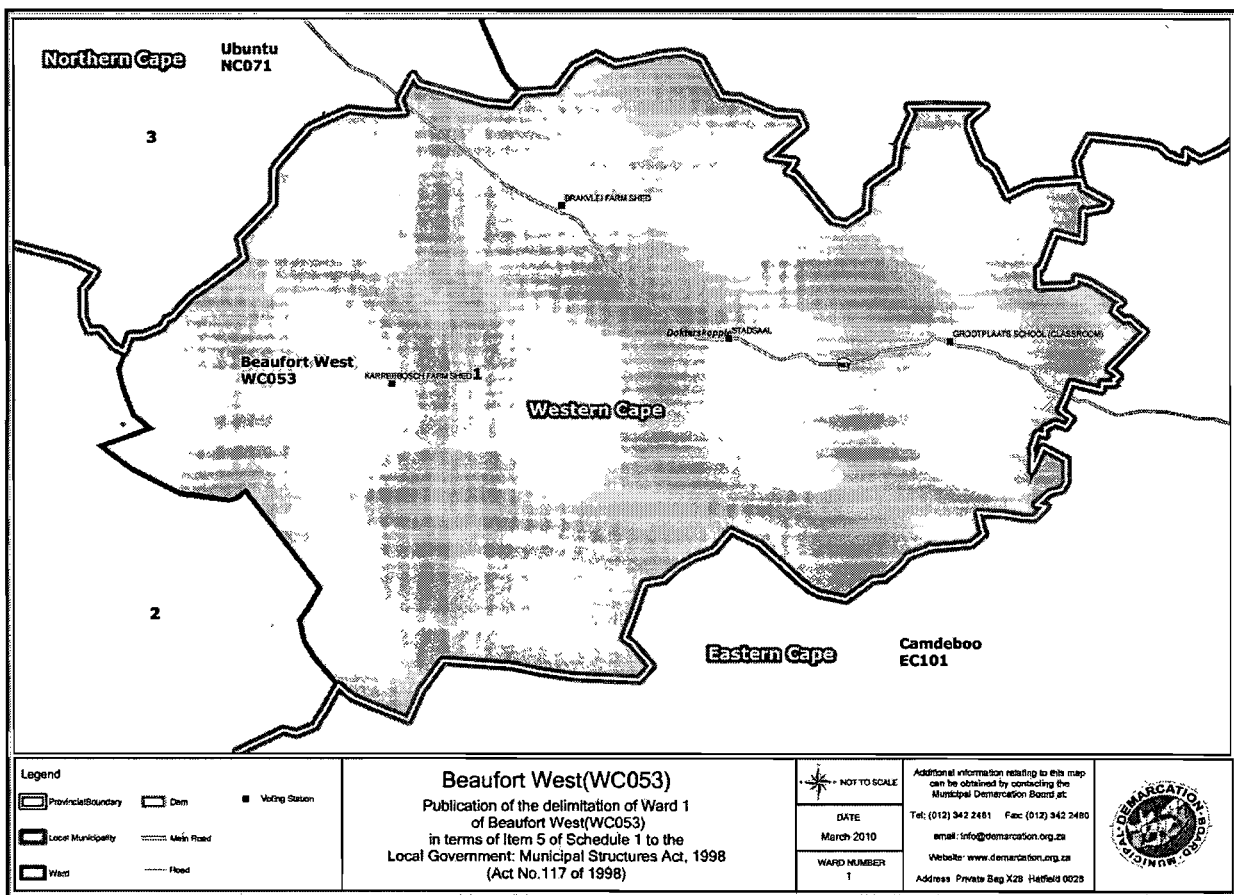 Northern Cape
Ubuntu
NC071
3
BRAKVLEI FARM SHED
Dokterskoppie
STADSAAL
GROOTPLAATS SCHOOL (CLASSROOM)
Beaufort West
WC053
KARREEBOSCH FARM SHED
1
Western Cape
2
Eastern Cape
Camdeboo
EC101
Legend
ProvincialBoundary
Dam
Voting Station
Local Municipality
Main Road
Ward
Road
Beaufort West(WC053)
Publication of the delimitation of Ward 1
of Beaufort West(WC053)
in terms of Item 5 of Schedule 1 to the
Local Government: Municipal Structures Act, 1998
(Act No.117 of 1998)
NOT TO SCALE
DATE
March 2010
WARD NUMBER
1
Additional information relating to this map
can be obtained by contacting the
Municipal Demarcation Board at:
Tel: (012) 342 2481 Fax: (012) 342 2480
email: info@demarcation.org.za
Website: www.demarcation.org.za
Address Private Bag X28 Hatfield 0028
MUNICIPAL DEMARCATION BOARD